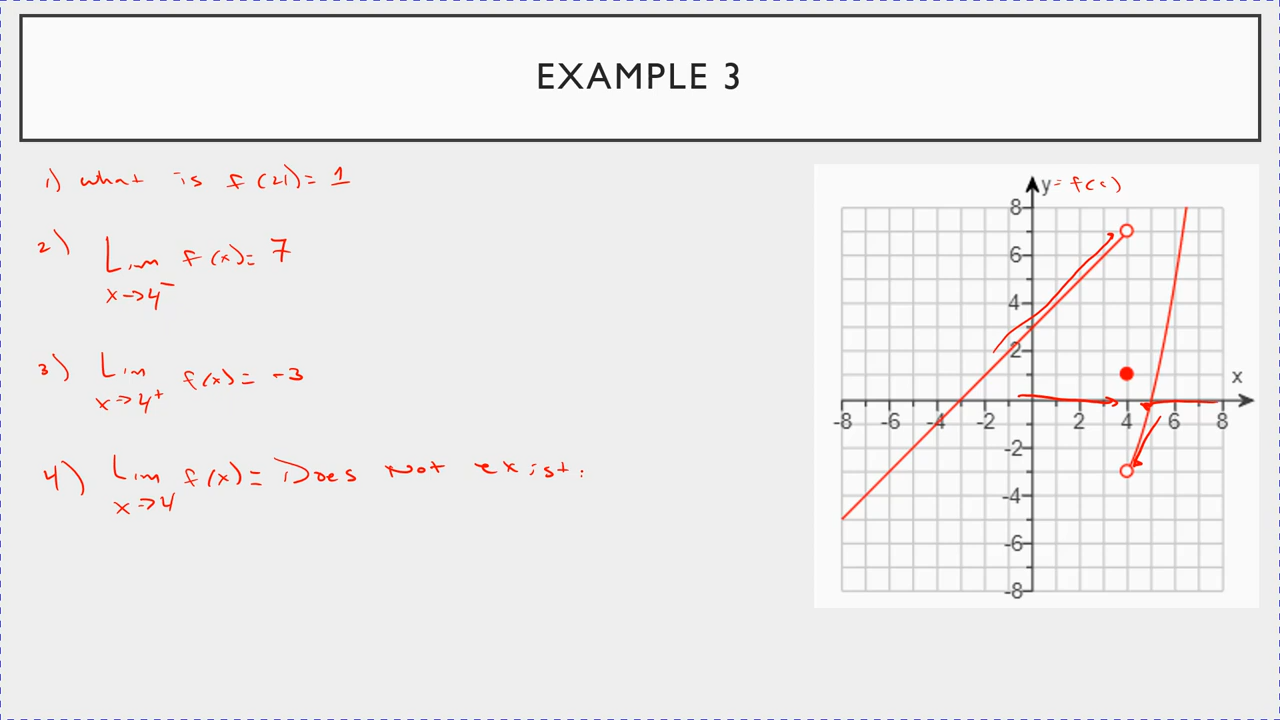 EXAMPLE 3
1) what is f(4) = 1
2) Lim f(x) = 7
x->4⁻
3) Lim f(x) = -3
x->4⁺
4) Lim f(x) = Does Not exist.
x->4
y = f(x)
8
6
4
2
x
-8 -6 -4 -2 2 4 6 8
-2
-4
-6
-8